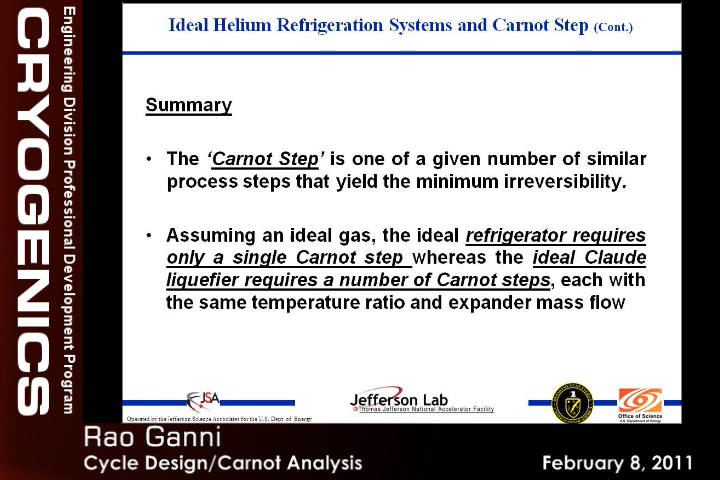 Engineering Division Professional Development Program
CRYOGENICS
Ideal Helium Refrigeration Systems and Carnot Step (Cont.)
Summary
• The ‘Carnot Step’ is one of a given number of similar
process steps that yield the minimum irreversibility.
• Assuming an ideal gas, the ideal refrigerator requires
only a single Carnot step whereas the ideal Claude
liquefier requires a number of Carnot steps, each with
the same temperature ratio and expander mass flow
JSA
Operated by the Jefferson Science Associates for the U.S. Dept. of Energy
Jefferson Lab
Thomas Jefferson National Accelerator Facility
Office of Science
U.S. Department of Energy
Rao Ganni
Cycle Design/Carnot Analysis
February 8, 2011